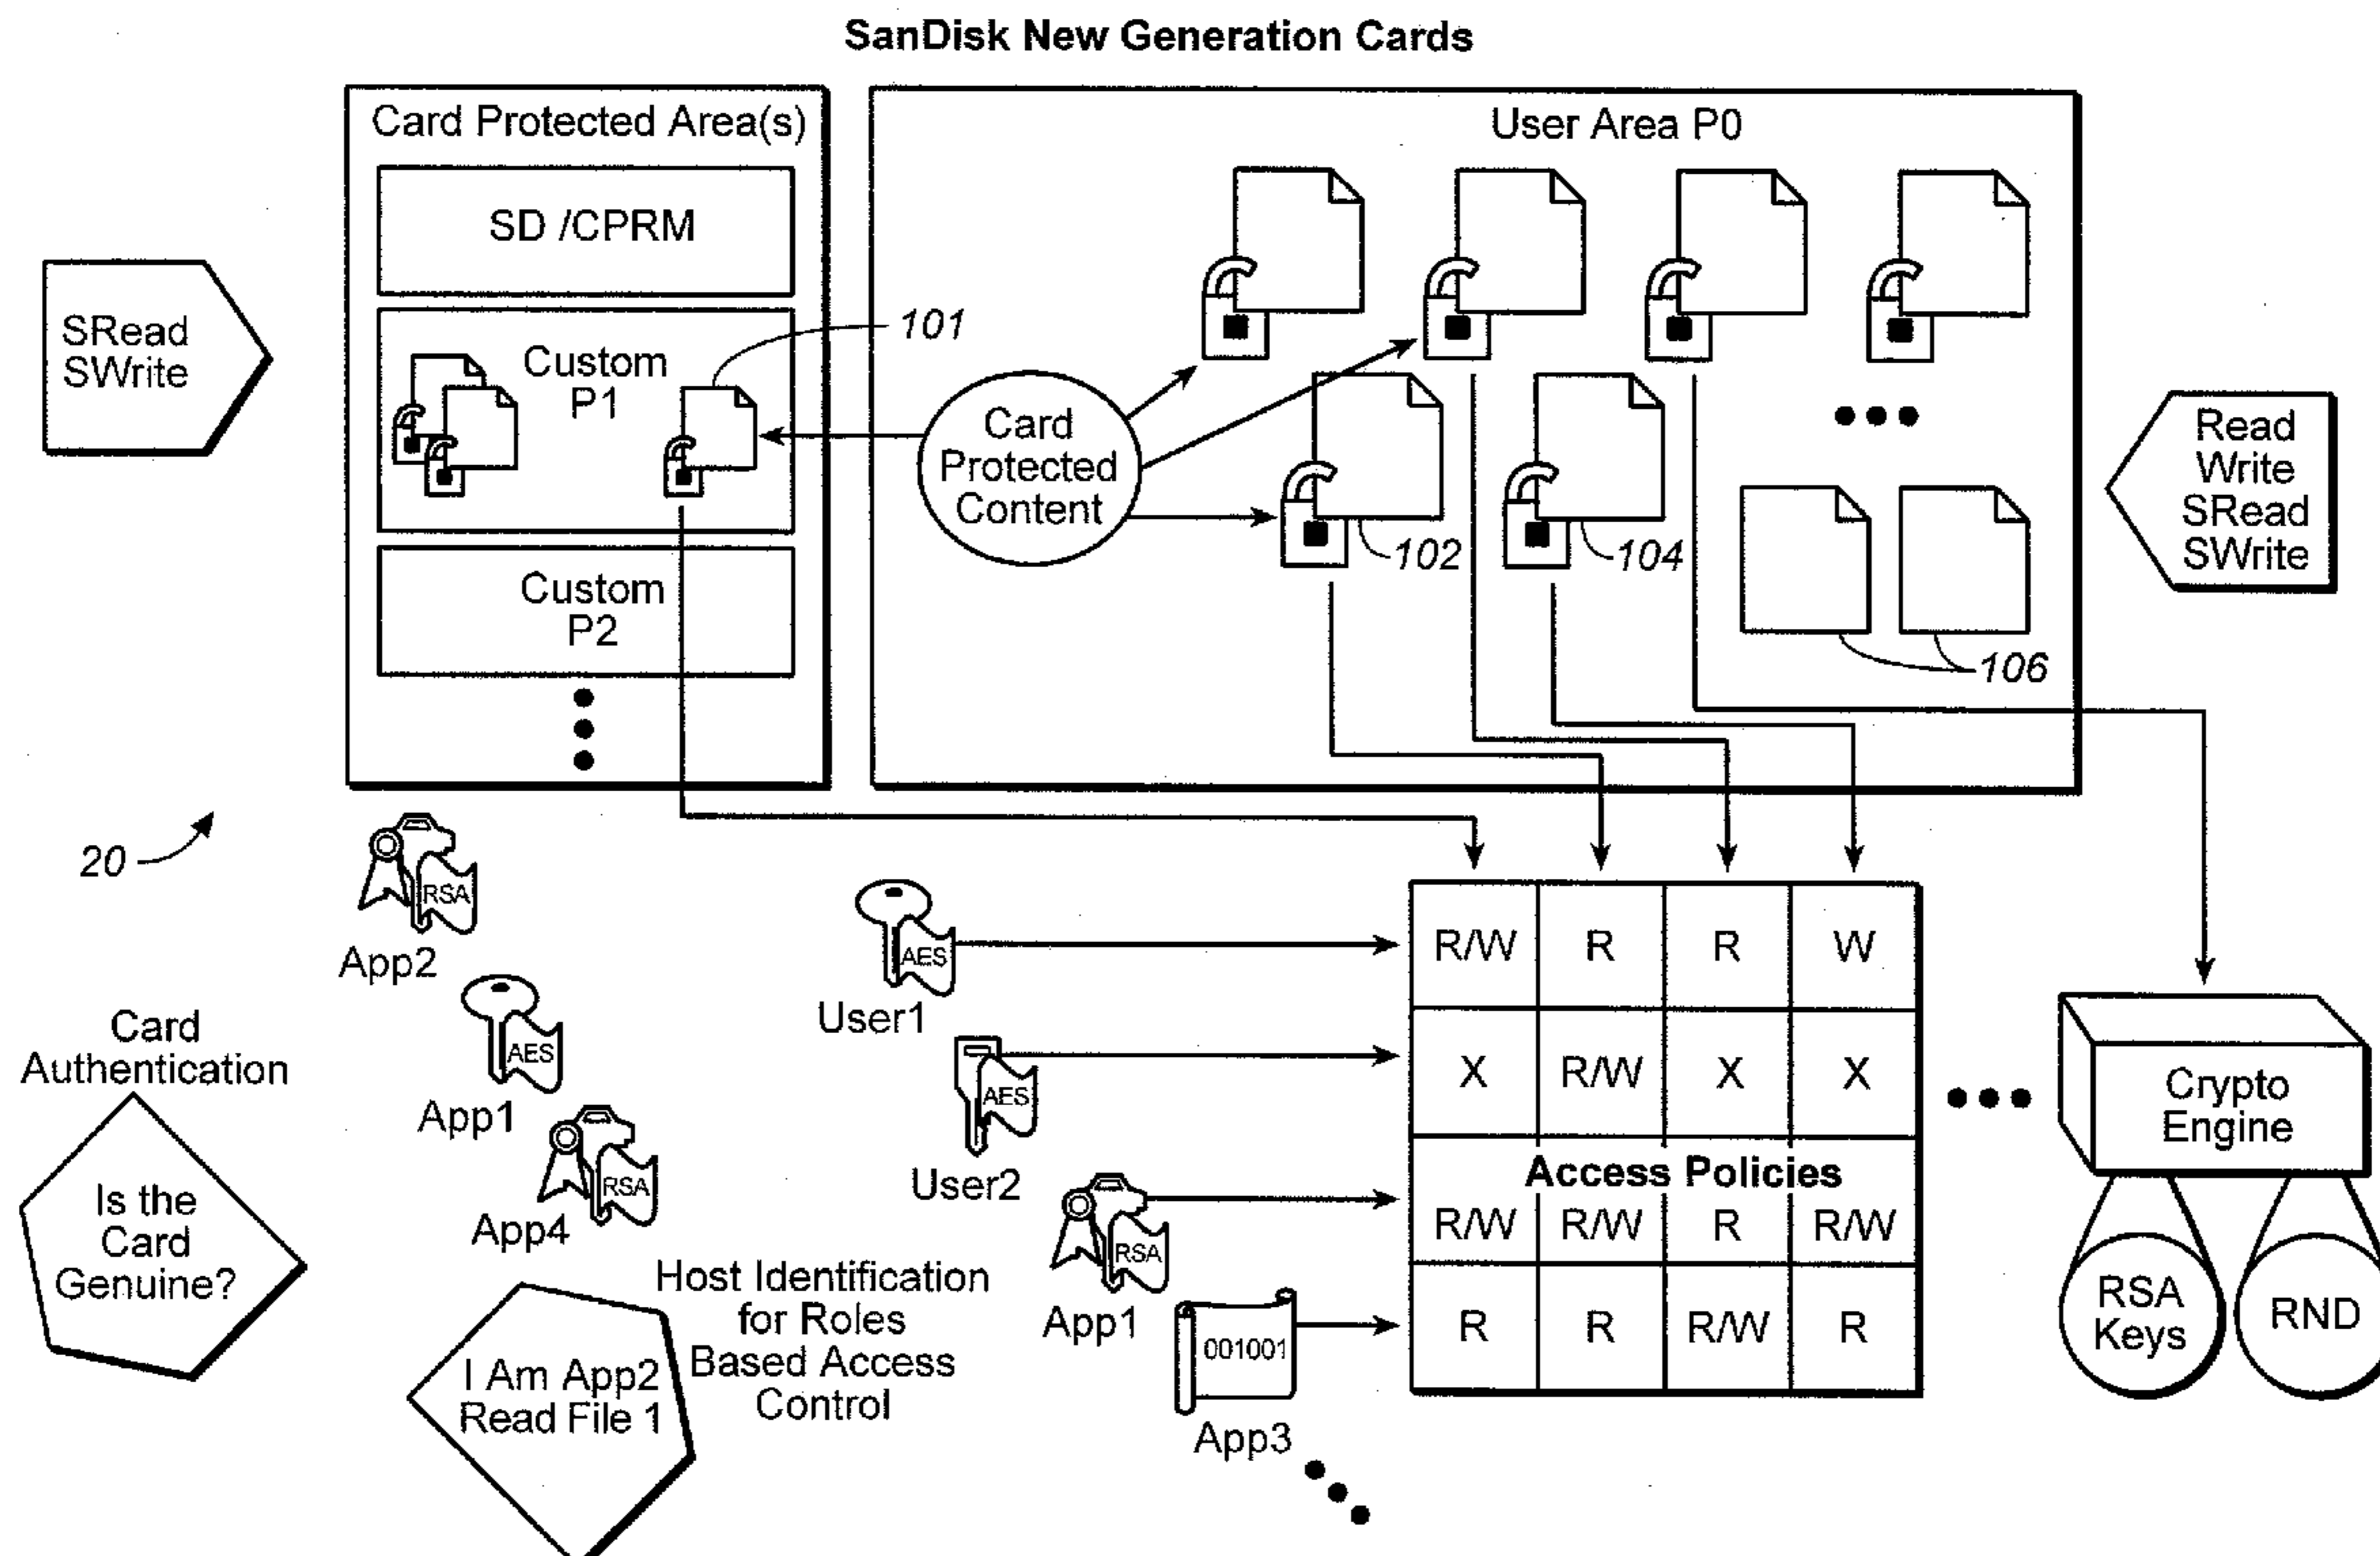 SanDisk New Generation Cards
Card Protected Area(s)
SD /CPRM
Custom
P1
Custom
P2
SRead
SWrite
101
User Area P0
Card
Protected
Content
102
104
106
Read
Write
SRead
SWrite
20
RSA
App2
AES
App1
RSA
App4
Card
Authentication
Is the
Card
Genuine?
I Am App2
Read File 1
Host Identification
for Roles
Based Access
Control
AES
User1
AES
User2
RSA
App1
001001
App3
R/W R R W
X R/W X X
Access Policies
R/W R/W R R/W
R R R/W R
Crypto
Engine
RSA
Keys
RND